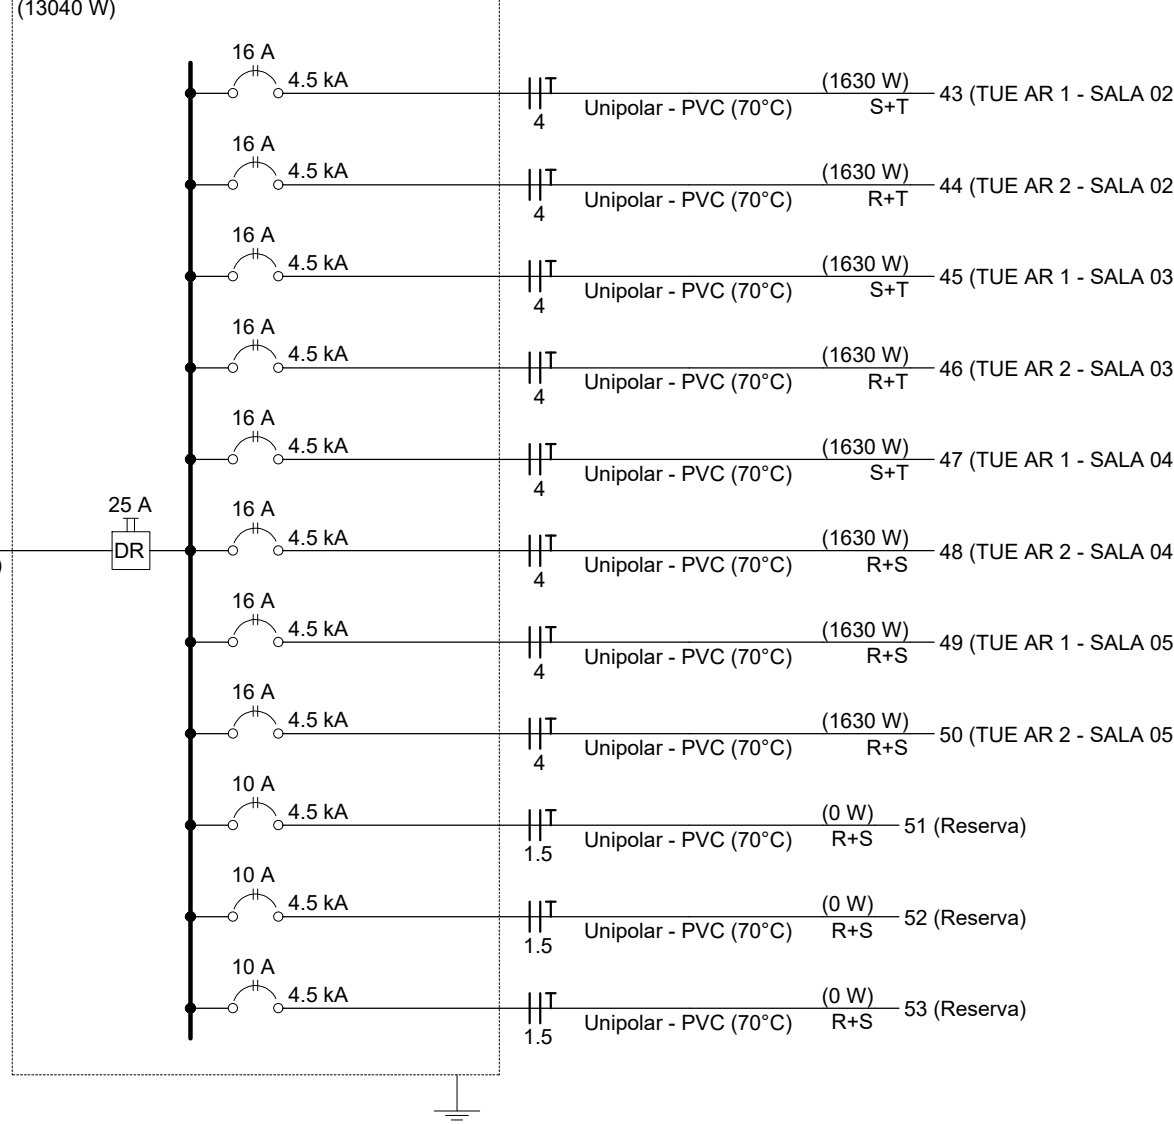 (13040 W)
16 A
4.5 kA
4
Unipolar - PVC (70°C)
(1630 W)
S+T
43 (TUE AR 1 - SALA 02
16 A
4.5 kA
4
Unipolar - PVC (70°C)
(1630 W)
R+T
44 (TUE AR 2 - SALA 02
16 A
4.5 kA
4
Unipolar - PVC (70°C)
(1630 W)
S+T
45 (TUE AR 1 - SALA 03
16 A
4.5 kA
4
Unipolar - PVC (70°C)
(1630 W)
R+T
46 (TUE AR 2 - SALA 03
16 A
4.5 kA
4
Unipolar - PVC (70°C)
(1630 W)
S+T
47 (TUE AR 1 - SALA 04
25 A
DR
)
16 A
4.5 kA
4
Unipolar - PVC (70°C)
(1630 W)
R+S
48 (TUE AR 2 - SALA 04
16 A
4.5 kA
4
Unipolar - PVC (70°C)
(1630 W)
R+S
49 (TUE AR 1 - SALA 05
16 A
4.5 kA
4
Unipolar - PVC (70°C)
(1630 W)
R+S
50 (TUE AR 2 - SALA 05
10 A
4.5 kA
1.5
Unipolar - PVC (70°C)
(0 W)
R+S
51 (Reserva)
10 A
4.5 kA
1.5
Unipolar - PVC (70°C)
(0 W)
R+S
52 (Reserva)
10 A
4.5 kA
1.5
Unipolar - PVC (70°C)
(0 W)
R+S
53 (Reserva)